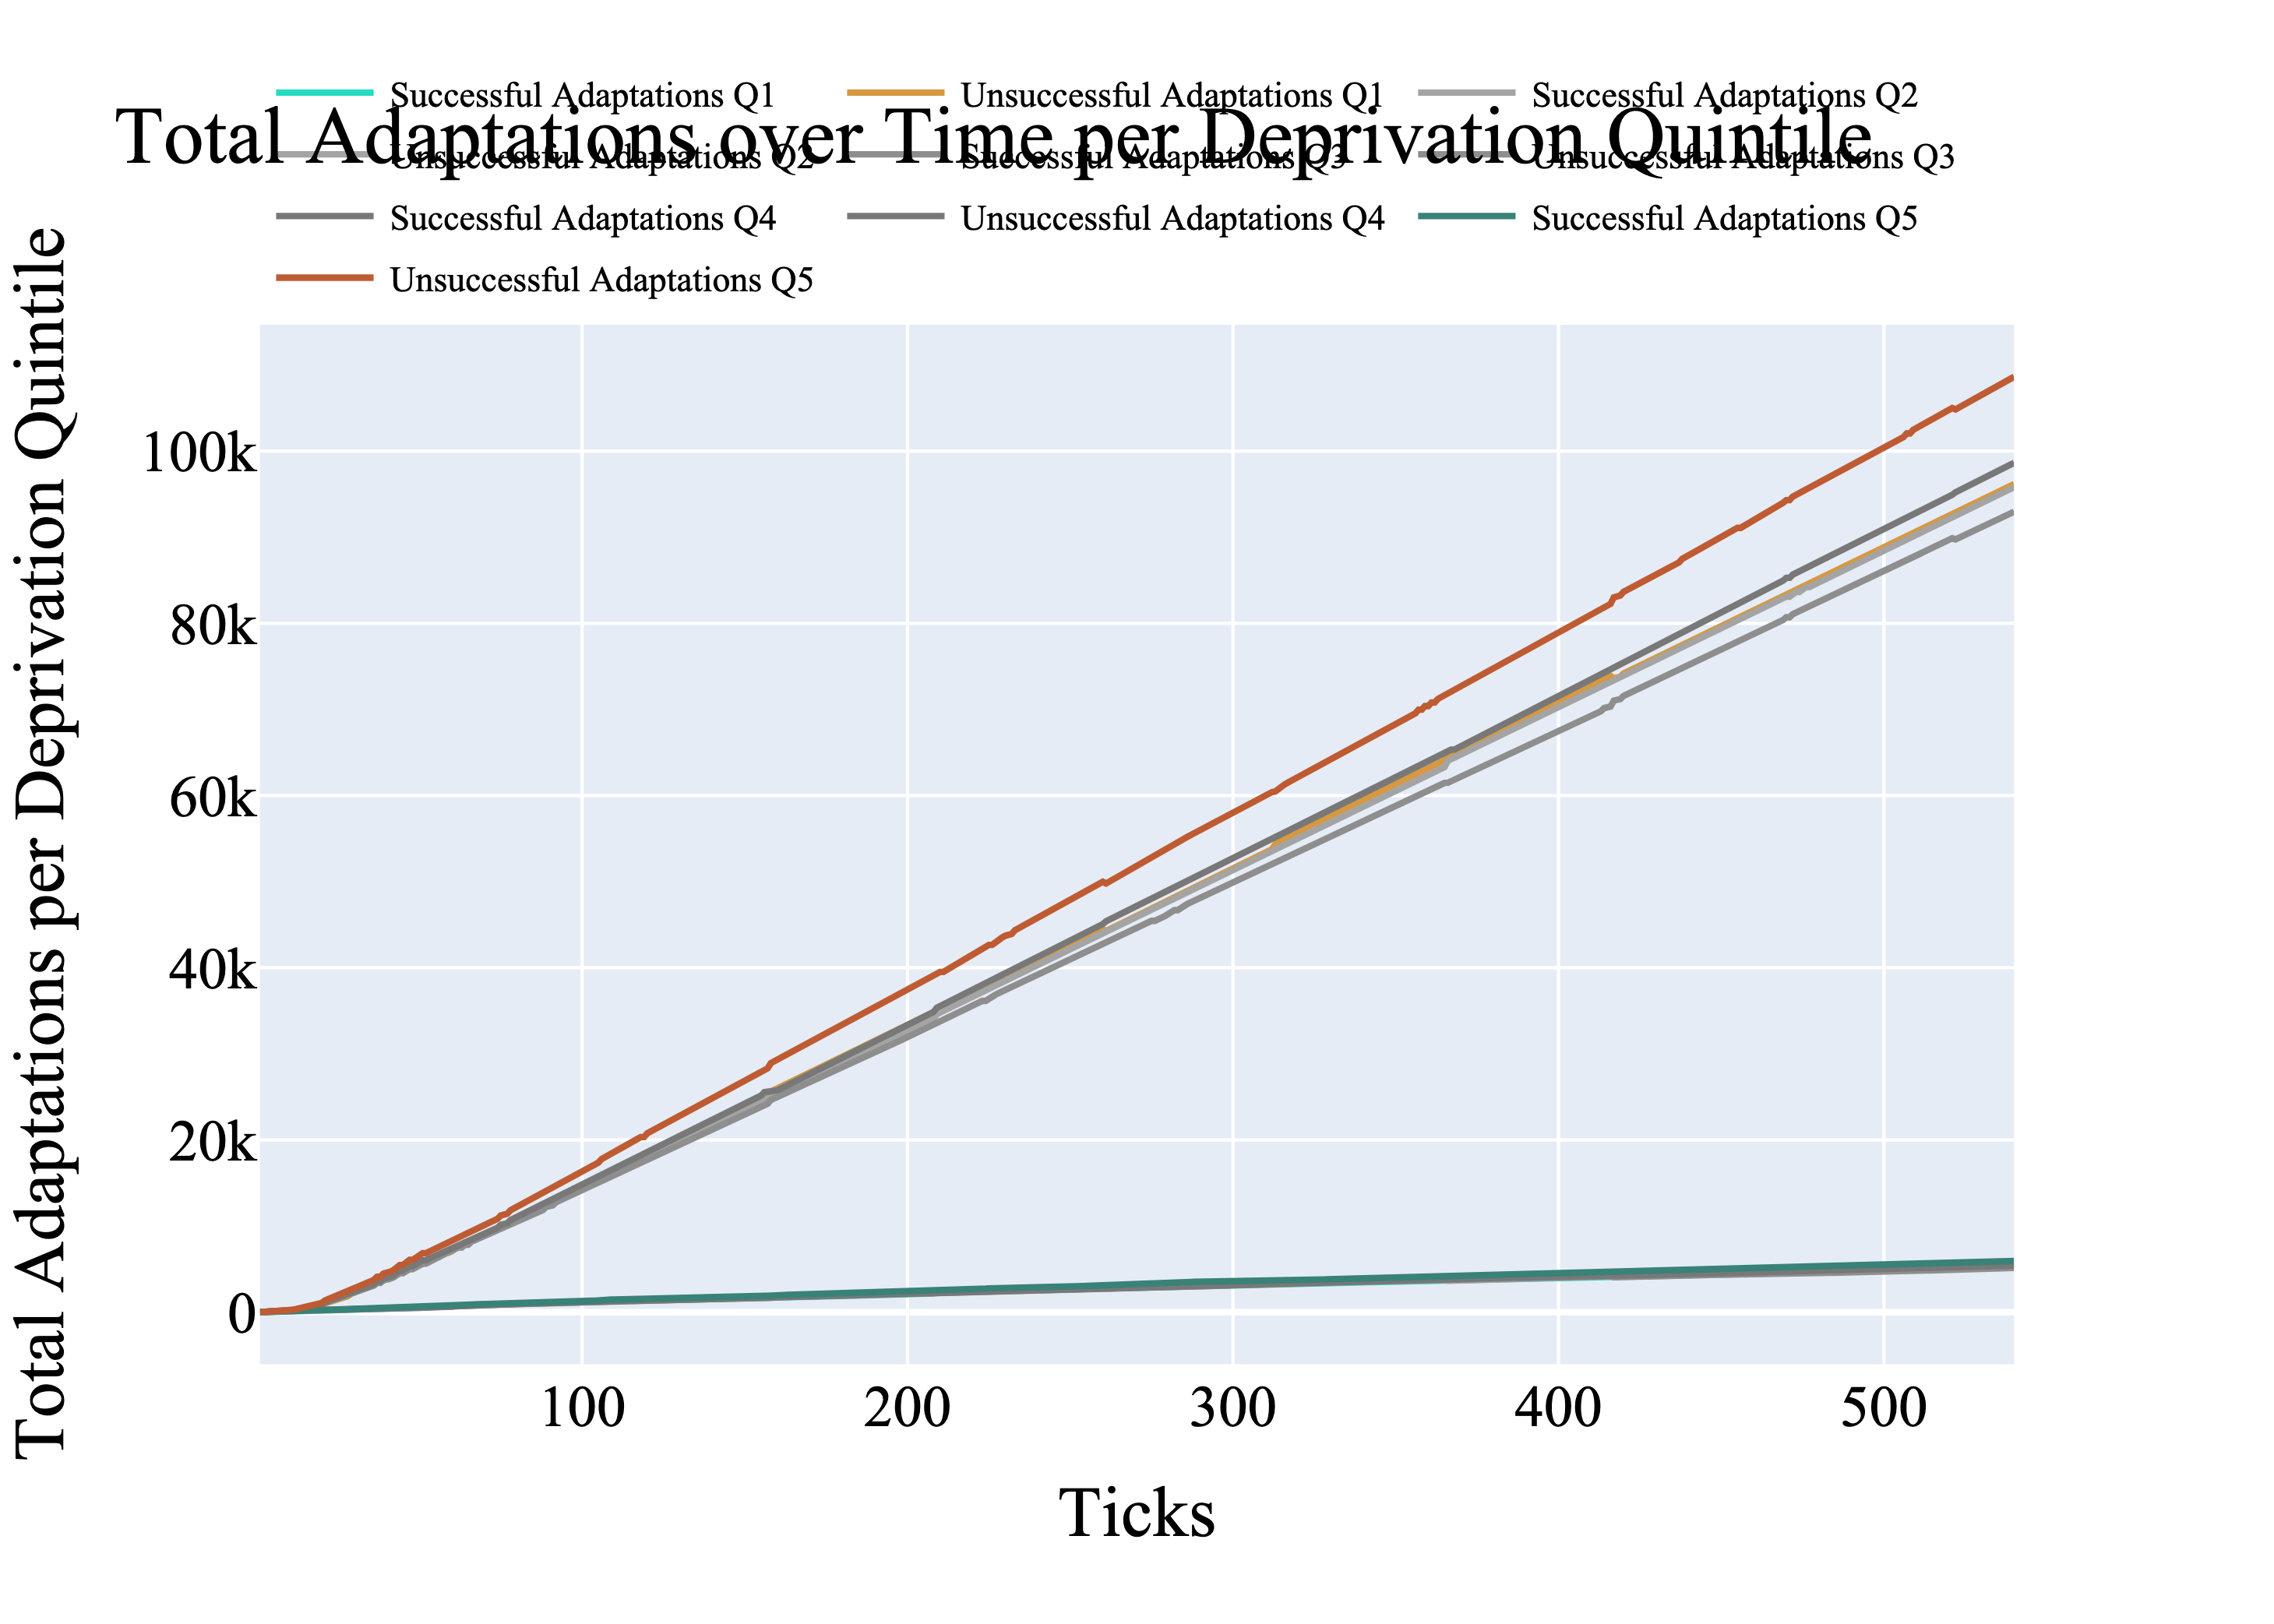 Successful Adaptations Q1
Unsuccessful Adaptations Q1
Successful Adaptations Q2
Total Adaptations over Time per Deprivation Quintile
Unsuccessful Adaptations Q2
Successful Adaptations Q3
Unsuccessful Adaptations Q3
Successful Adaptations Q4
Unsuccessful Adaptations Q4
Successful Adaptations Q5
Unsuccessful Adaptations Q5
Total Adaptations per Deprivation Quintile
100k
80k
60k
40k
20k
0
100
200
300
400
500
Ticks